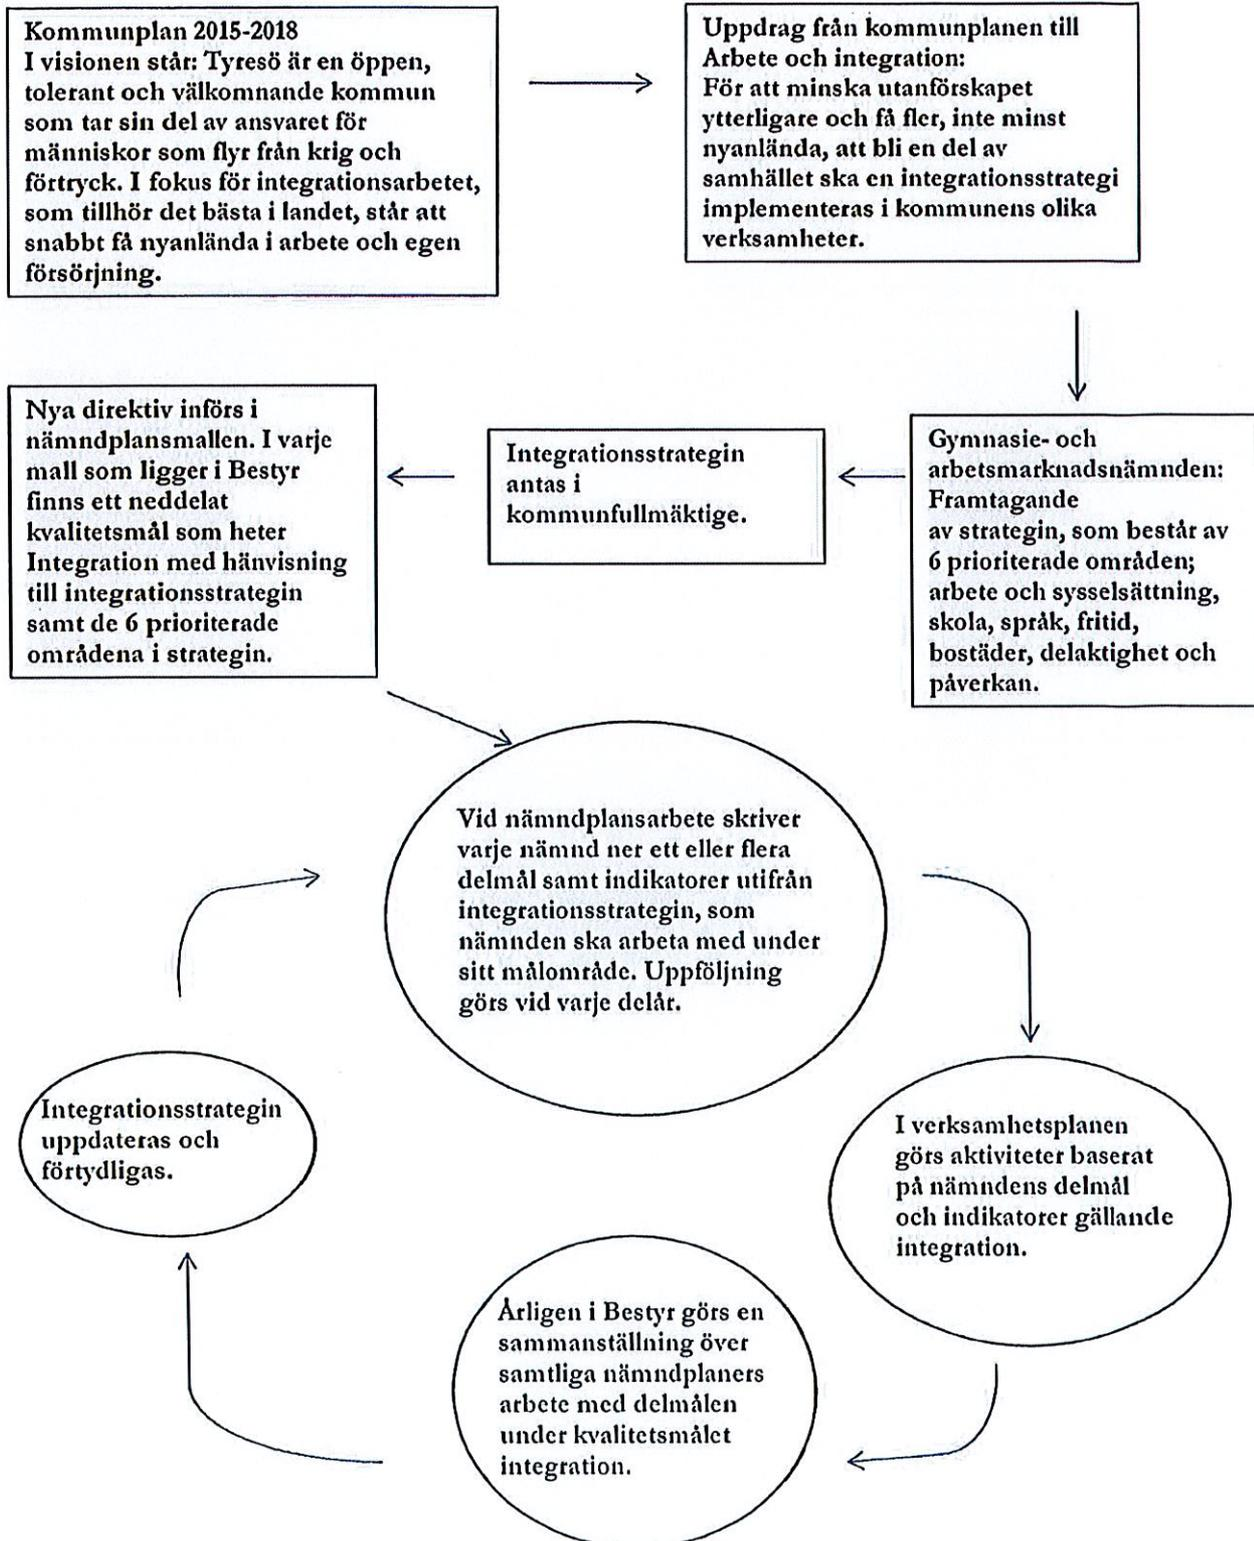 Kommunplan 2015-2018
I visionen står: Tyresö är en öppen,
tolerant och välkomnande kommun
som tar sin del av ansvaret för
människor som flyr från krig och
förtryck. I fokus för integrationsarbetet,
som tillhör det bästa i landet, står att
snabbt få nyanlända i arbete och egen
försörjning.
Uppdrag från kommunplanen till
Arbete och integration:
För att minska utanförskapet
ytterligare och få fler, inte minst
nyanlända, att bli en del av
samhället ska en integrationsstrategi
implementeras i kommunens olika
verksamheter.
Gymnasie- och
arbetsmarknadsnämnden:
Framtagande
av strategin, som består av
6 prioriterade områden;
arbete och sysselsättning,
skola, språk, fritid,
bostäder, delaktighet och
påverkan.
Integrationsstrategin
antas i
kommunfullmäktige.
Nya direktiv införs i
nämndplansmallen. I varje
mall som ligger i Bestyr
finns ett neddelat
kvalitetsmål som heter
Integration med hänvisning
till integrationsstrategin
samt de 6 prioriterade
områdena i strategin.
Vid nämndplansarbete skriver
varje nämnd ner ett eller flera
delmål samt indikatorer utifrån
integrationsstrategin, som
nämnden ska arbeta med under
sitt målområde. Uppföljning
görs vid varje delår.
I verksamhetsplanen
görs aktiviteter baserat
på nämndens delmål
och indikatorer gällande
integration.
Årligen i Bestyr görs en
sammanställning över
samtliga nämndplaners
arbete med delmålen
under kvalitetsmålet
integration.
Integrationsstrategin
uppdateras och
förtydligas.